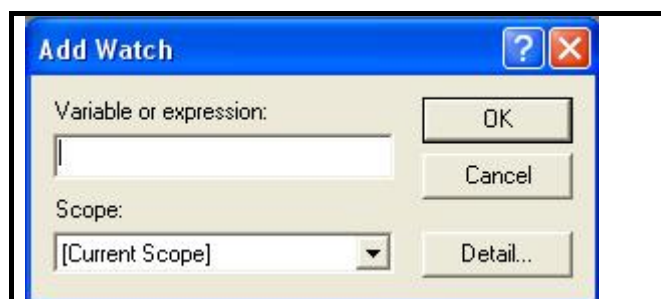 Add Watch
Variable or expression:
OK
Cancel
Scope:
[Current Scope]
Detail...